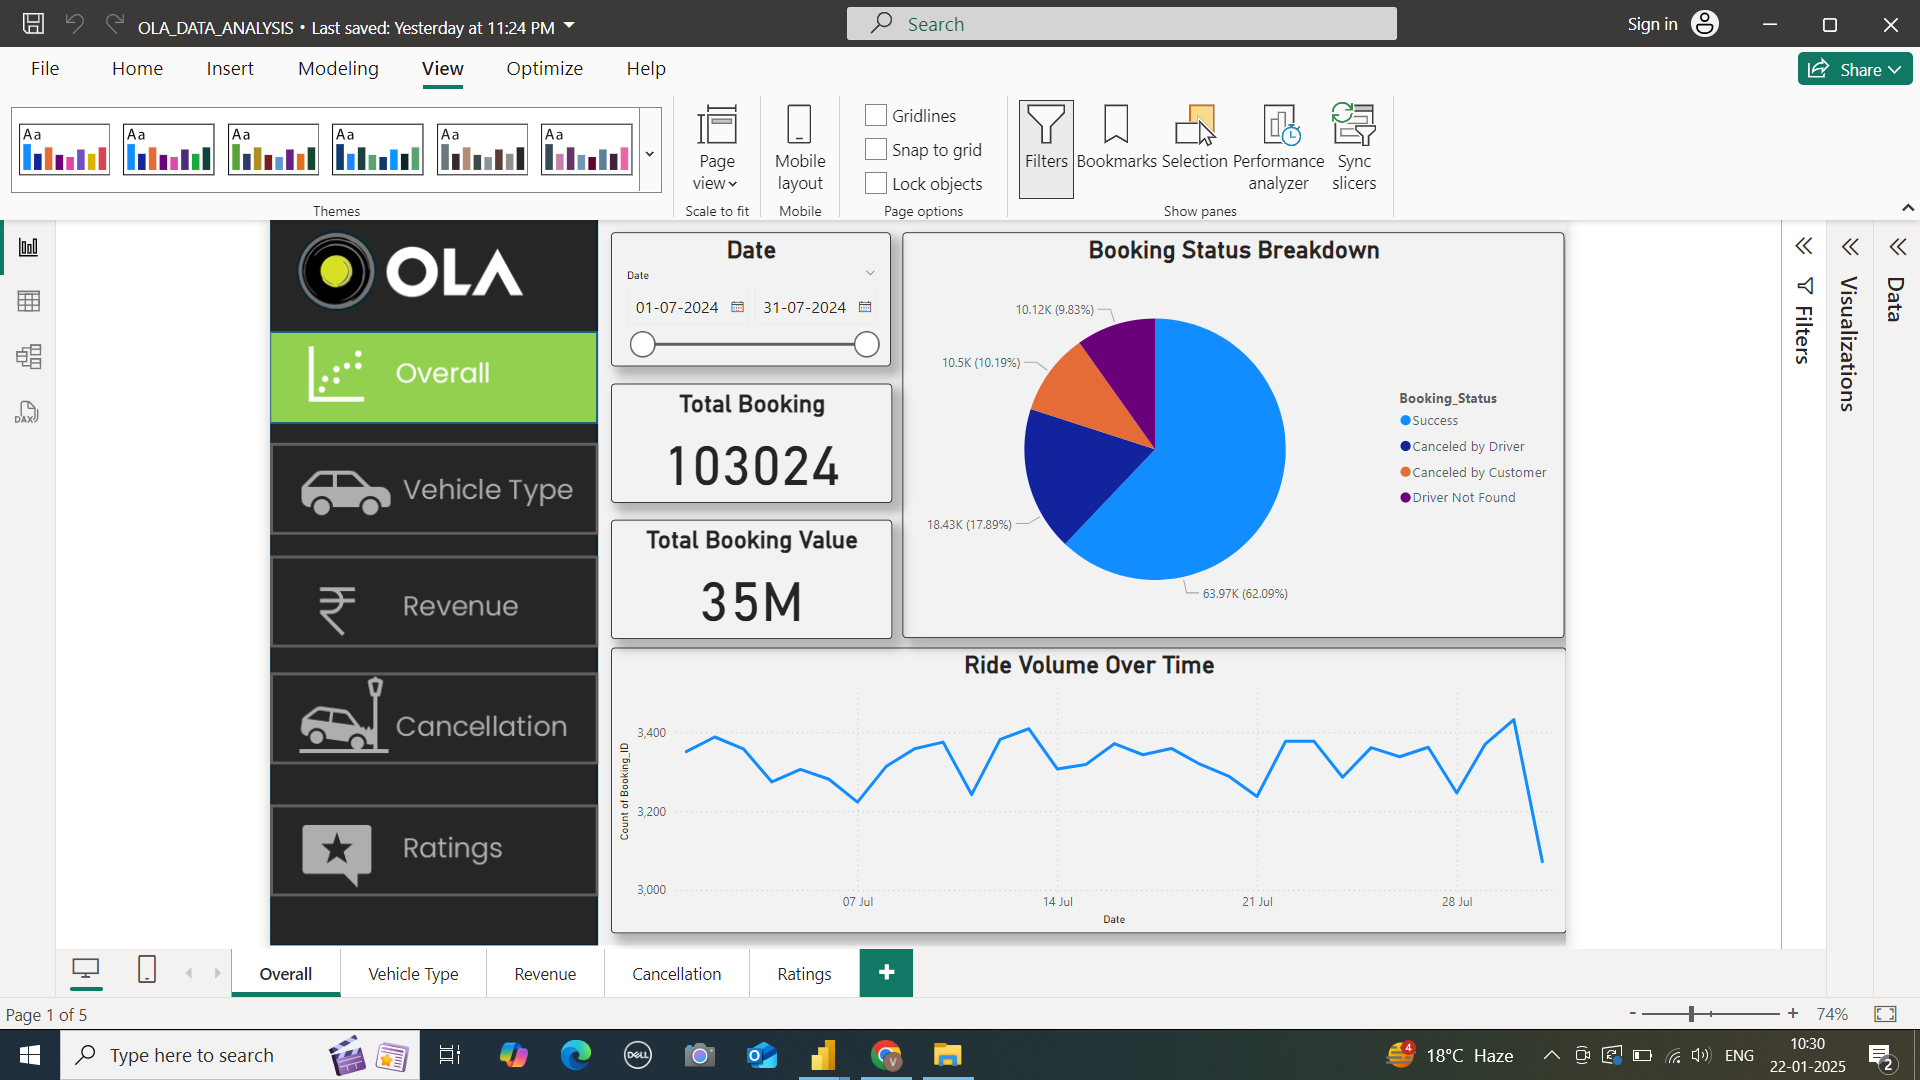 OLA_DATA_ANALYSIS • Last saved: Yesterday at 11:24 PM
Search
Sign in
File
Home
Insert
Modeling
View
Optimize
Help
Share
Aa
Aa
Aa
Aa
Aa
Aa
Themes
Page view
Scale to fit
Mobile layout
Mobile
Gridlines
Snap to grid
Lock objects
Page options
Filters
Bookmarks
Selection
Performance analyzer
Sync slicers
Show panes
DAX
OLA
Overall
Vehicle Type
Revenue
Cancellation
Ratings
Date
Date
01-07-2024
31-07-2024
Total Booking
103024
Total Booking Value
35M
Booking Status Breakdown
10.12K (9.83%)
10.5K (10.19%)
18.43K (17.89%)
63.97K (62.09%)
Booking_Status
Success
Canceled by Driver
Canceled by Customer
Driver Not Found
Ride Volume Over Time
Count of Booking_ID
3,400
3,200
3,000
07 Jul
14 Jul
21 Jul
28 Jul
Date
Filters
Visualizations
Data
Overall
Vehicle Type
Revenue
Cancellation
Ratings
Page 1 of 5
- + 74%
Type here to search
DELL
V
4
18°C Haze
ENG
10:30
22-01-2025
2